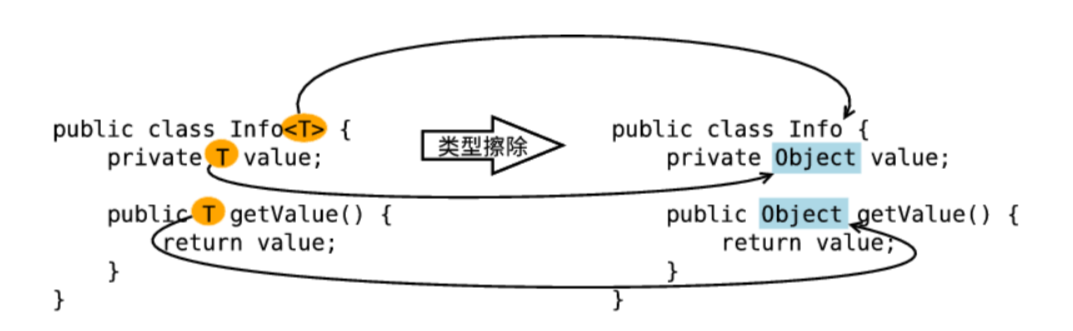 public class Info<T> {
    private T value;
    public T getValue() {
        return value;
    }
}
类型擦除
public class Info {
    private Object value;
    public Object getValue() {
        return value;
    }
}